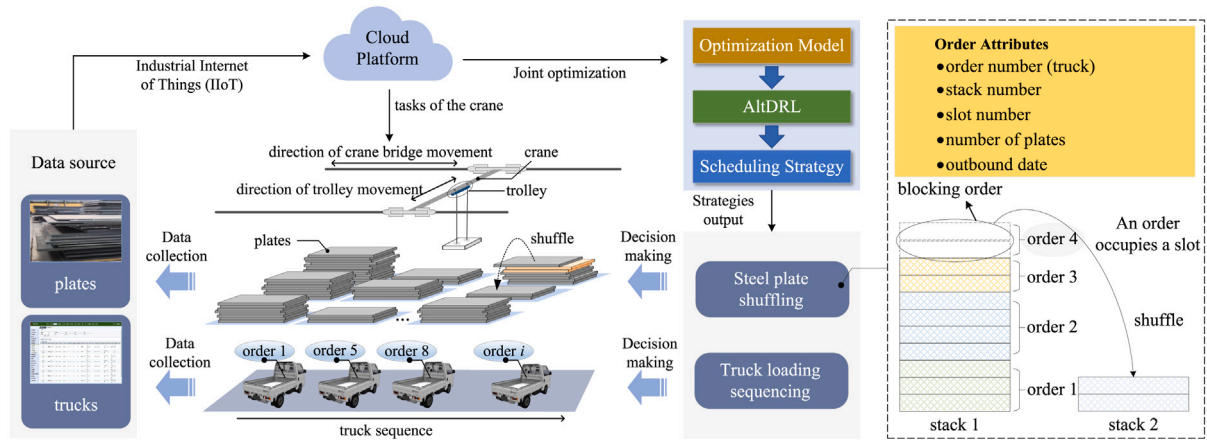 Cloud
Platform
Industrial Internet
of Things (IIoT)
Joint optimization
tasks of the crane
Data source
plates
trucks
direction of crane bridge movement
crane
direction of trolley movement
trolley
Data
collection
plates
shuffle
Decision
making
...
Data
collection
order 1
order 5
order 8
order i
Decision
making
truck sequence
Optimization Model
AltDRL
Scheduling Strategy
Strategies
output
Steel plate
shuffling
Truck loading
sequencing
Order Attributes
●order number (truck)
●stack number
●slot number
●number of plates
●outbound date
blocking order
An order
occupies a slot
order 4
order 3
order 2
shuffle
order 1
stack 1
stack 2